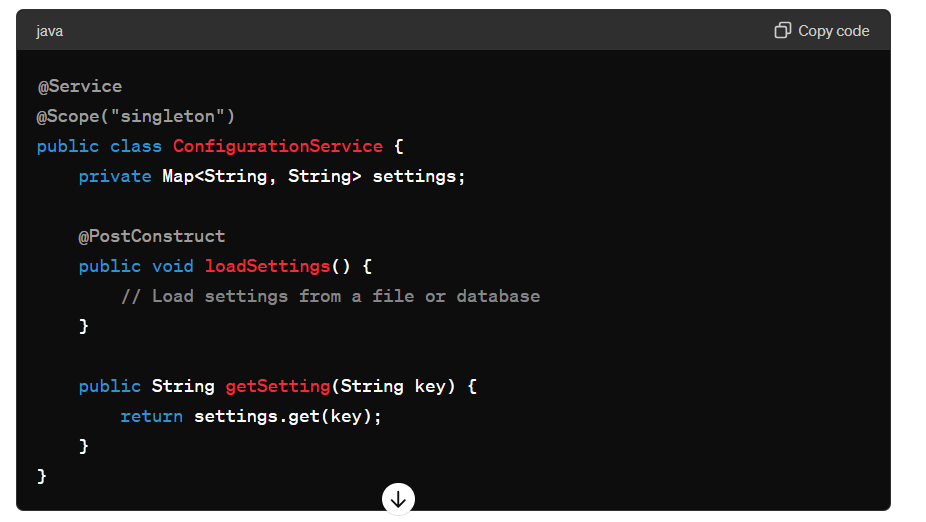 java
Copy code
@Service
@Scope("singleton")
public class ConfigurationService {
    private Map<String, String> settings;
    @PostConstruct
    public void loadSettings() {
        // Load settings from a file or database
    }
    public String getSetting(String key) {
        return settings.get(key);
    }
}